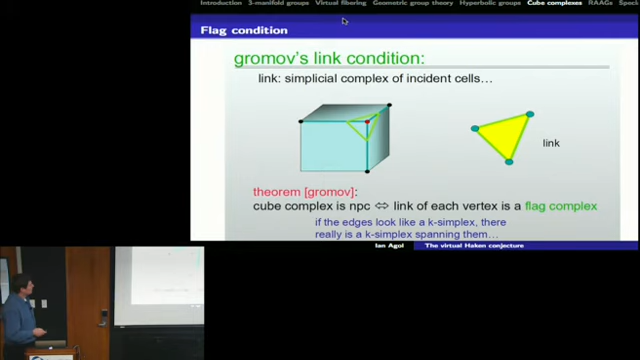 Introduction 3-manifold groups Virtual fibering Geometric group theory Hyperbolic groups Cube complexes RAAGs
Flag condition
gromov's link condition:
link: simplicial complex of incident cells…
link
theorem [gromov]:
cube complex is npc ⇔ link of each vertex is a flag complex
if the edges look like a k-simplex, there
really is a k-simplex spanning them…
Ian Agol The virtual Haken conjecture